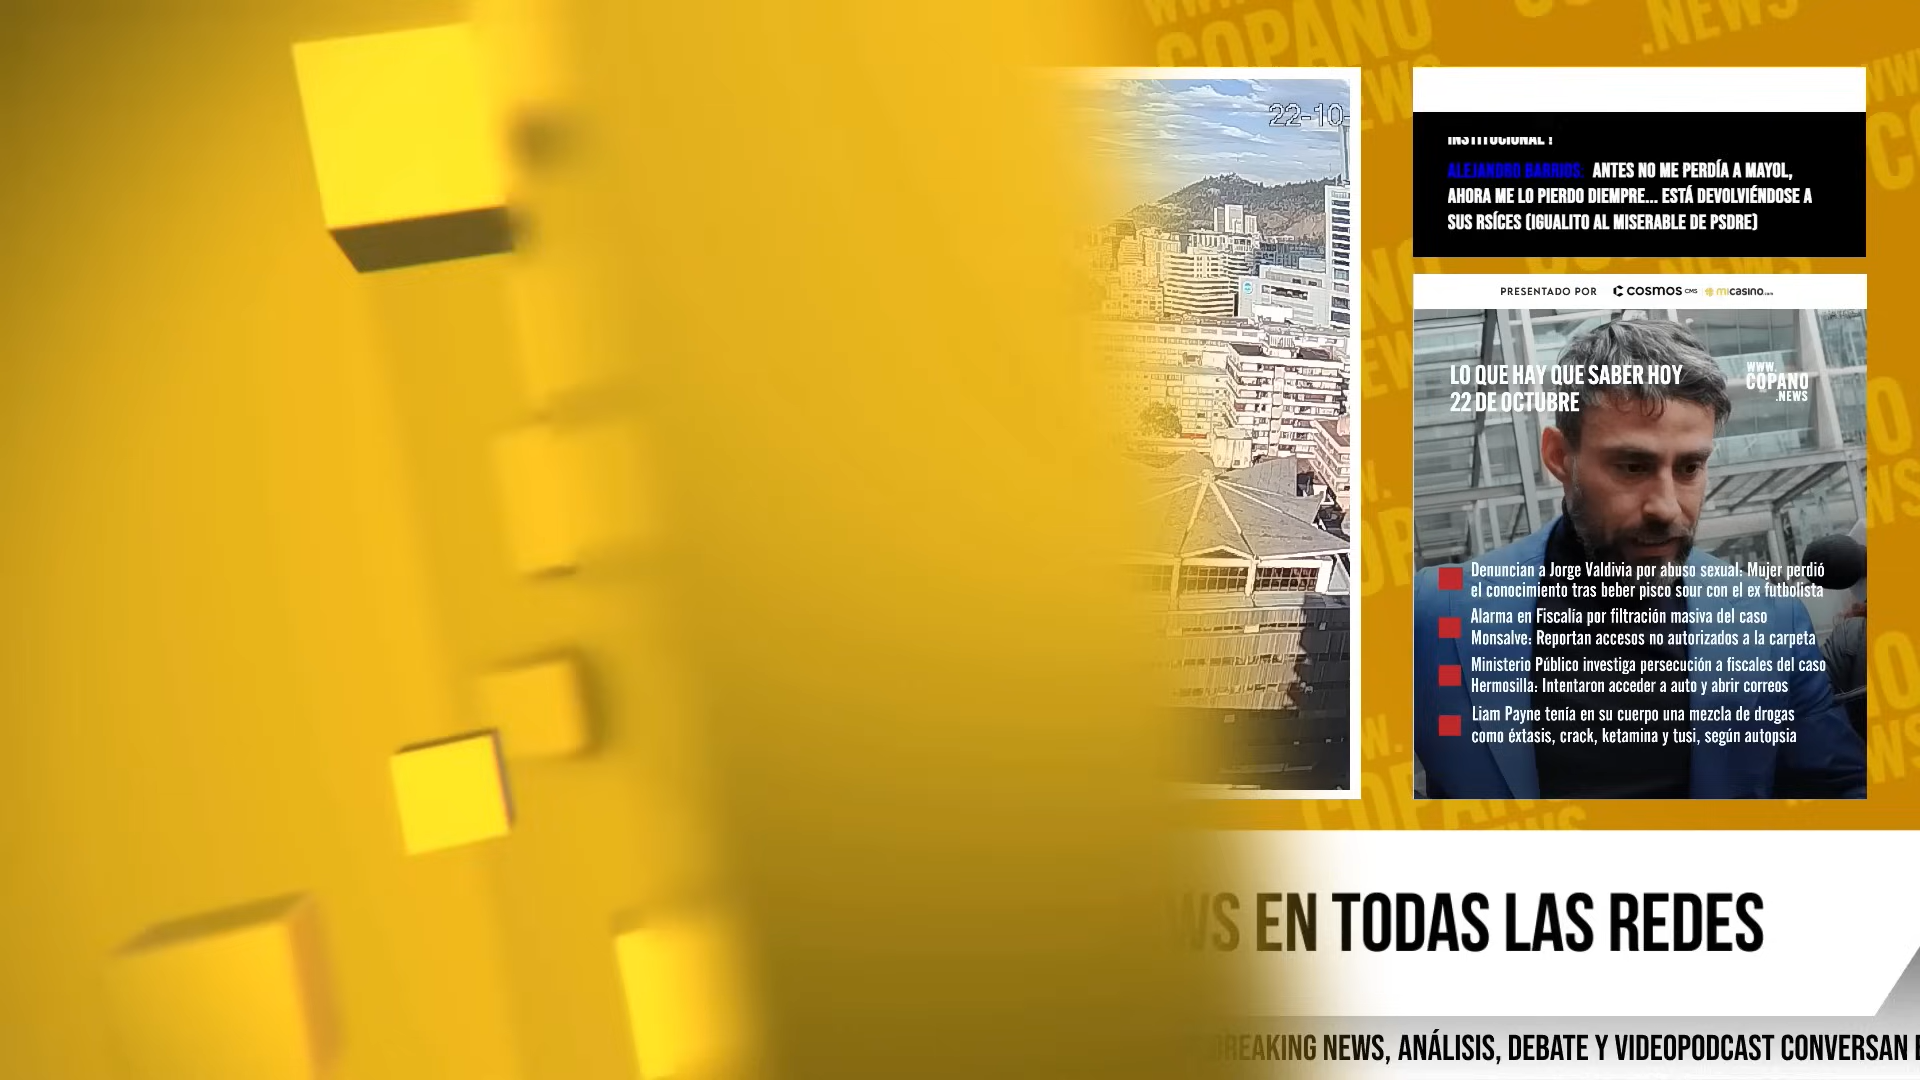 WWW.
COPANO
.NEWS
22-10-
INSTITUCIONAL !
ALEJANDRO BARRIOS: ANTES NO ME PERDÍA A MAYOL,
AHORA ME LO PIERDO DIEMPRE... ESTÁ DEVOLVIÉNDOSE A
SUS RSÍCES (IGUALITO AL MISERABLE DE PSDRE)
PRESENTADO POR COSMOS CMS micasino.com
LO QUE HAY QUE SABER HOY
22 DE OCTUBRE
WWW.
COPANO
.NEWS
Denuncian a Jorge Valdivia por abuso sexual: Mujer perdió
el conocimiento tras beber pisco sour con el ex futbolista
Alarma en Fiscalía por filtración masiva del caso
Monsalve: Reportan accesos no autorizados a la carpeta
Ministerio Público investiga persecución a fiscales del caso
Hermosilla: Intentaron acceder a auto y abrir correos
Liam Payne tenía en su cuerpo una mezcla de drogas
como éxtasis, crack, ketamina y tusi, según autopsia
WS EN TODAS LAS REDES
BREAKING NEWS, ANÁLISIS, DEBATE Y VIDEOPODCAST CONVERSAN